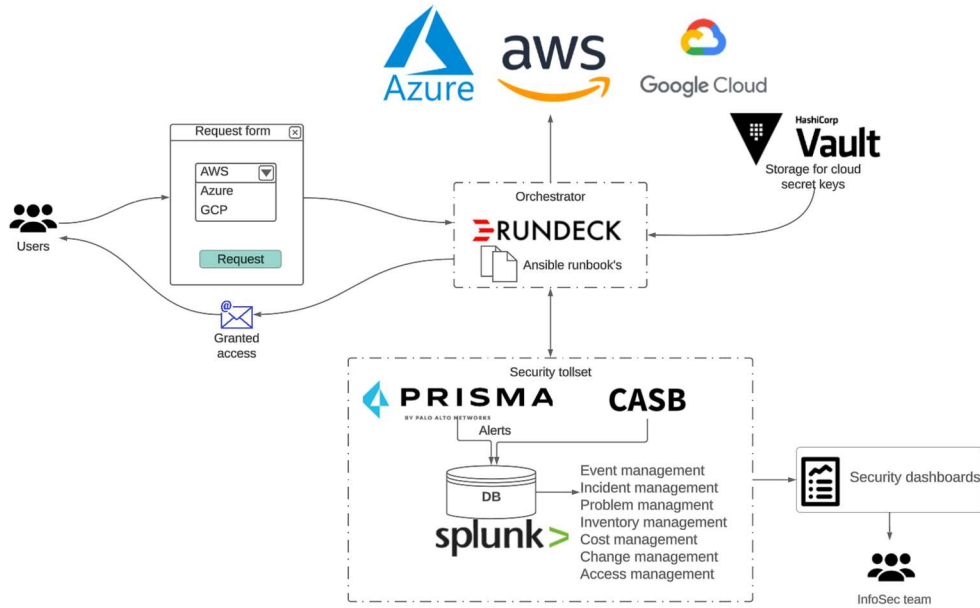 Azure
aws
Google Cloud
HashiCorp
Vault
Storage for cloud
secret keys
Request form
AWS
Azure
GCP
Request
Users
Orchestrator
RUNDECK
Ansible runbook's
@
Granted
access
Security tollset
PRISMA
BY PALO ALTO NETWORKS
CASB
Alerts
DB
splunk>
Event management
Incident management
Problem managment
Inventory management
Cost management
Change management
Access management
Security dashboards
InfoSec team